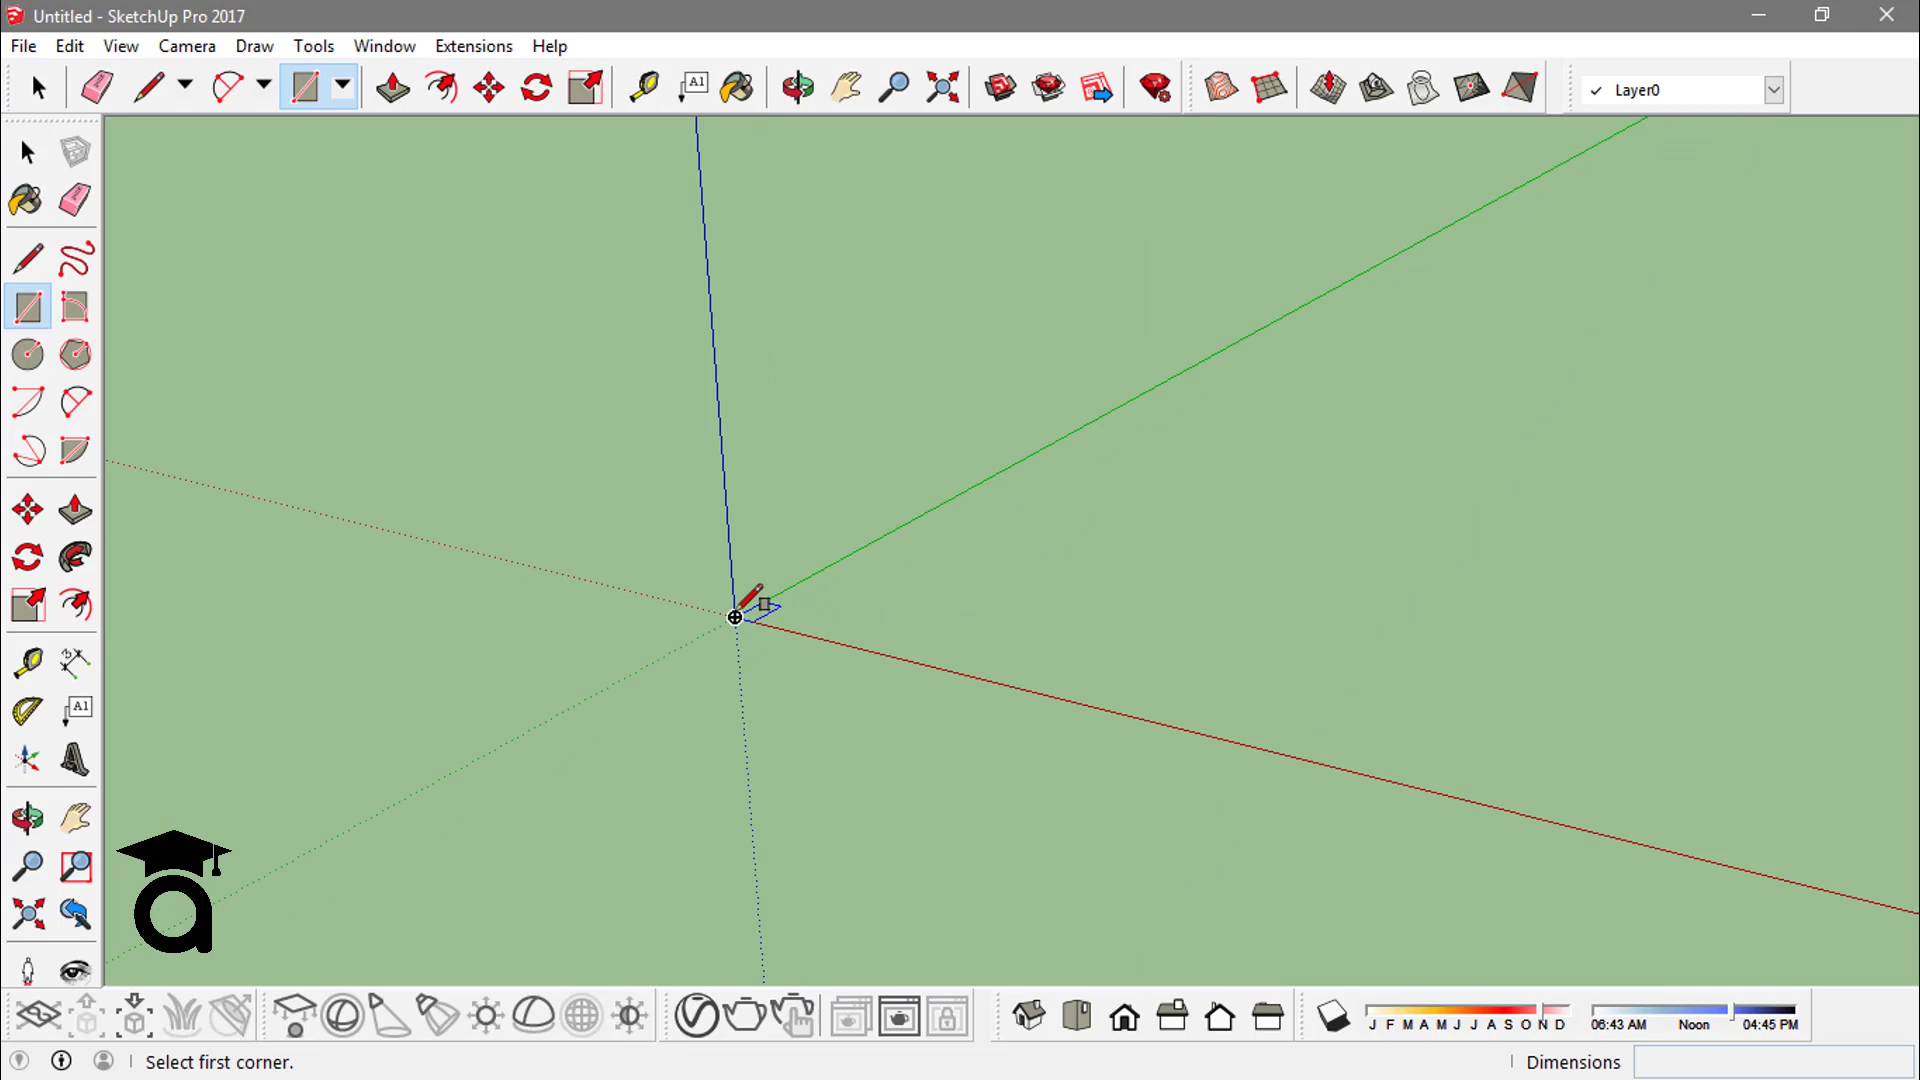 Untitled - SketchUp Pro 2017
File Edit View Camera Draw Tools Window Extensions Help
A1
✓ Layer0
A1
J F M A M J J A S O N D 06:43 AM Noon 04:45 PM
Select first corner. Dimensions